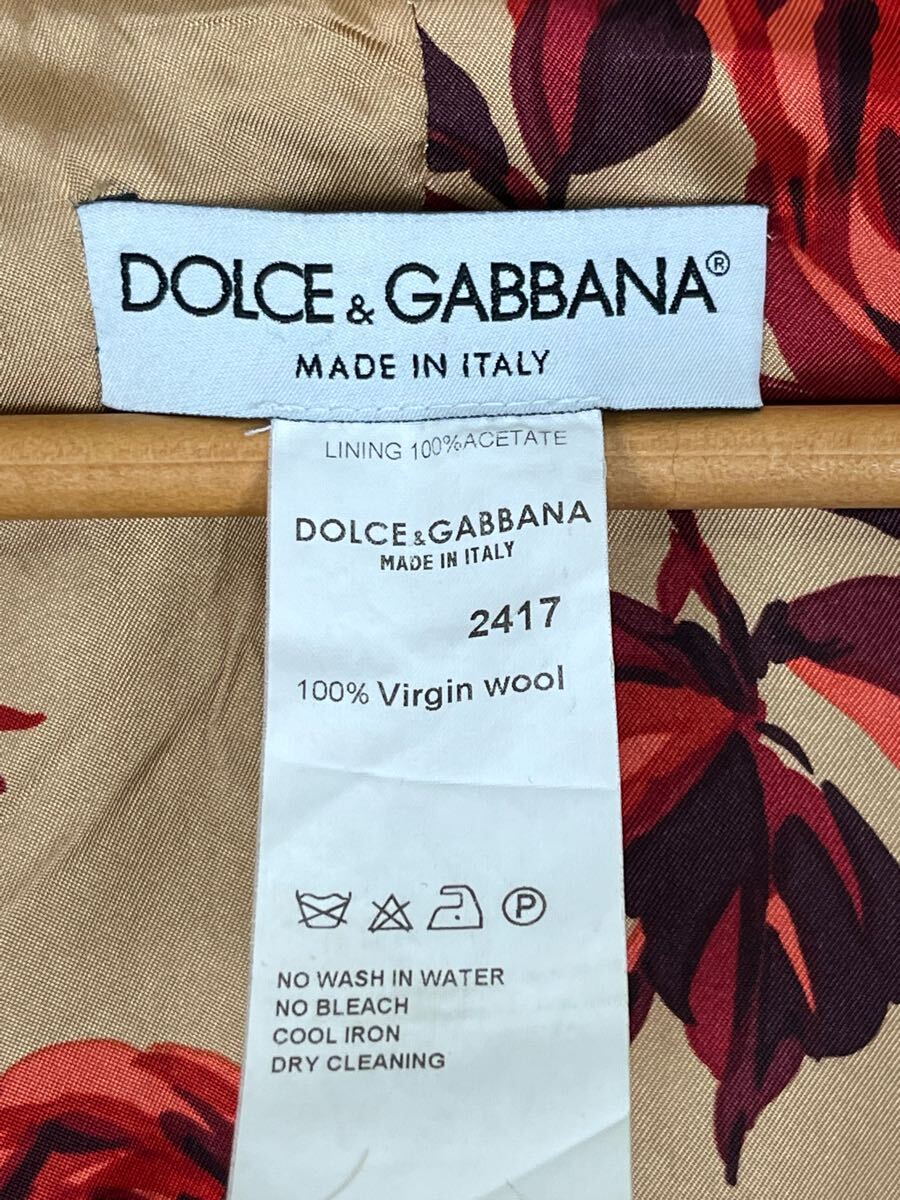 DOLCE & GABBANA®
MADE IN ITALY
LINING 100%ACETATE
DOLCE & GABBANA
MADE IN ITALY
2417
100% Virgin wool
P
NO WASH IN WATER
NO BLEACH
COOL IRON
DRY CLEANING